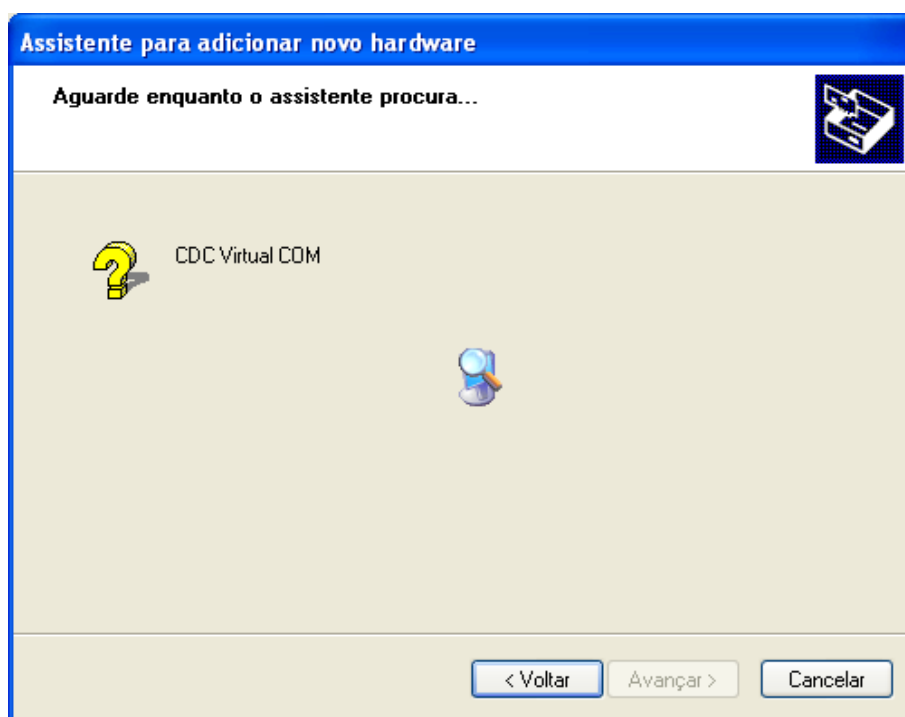 Assistente para adicionar novo hardware
Aguarde enquanto o assistente procura...
CDC Virtual COM
< Voltar
Avançar >
Cancelar